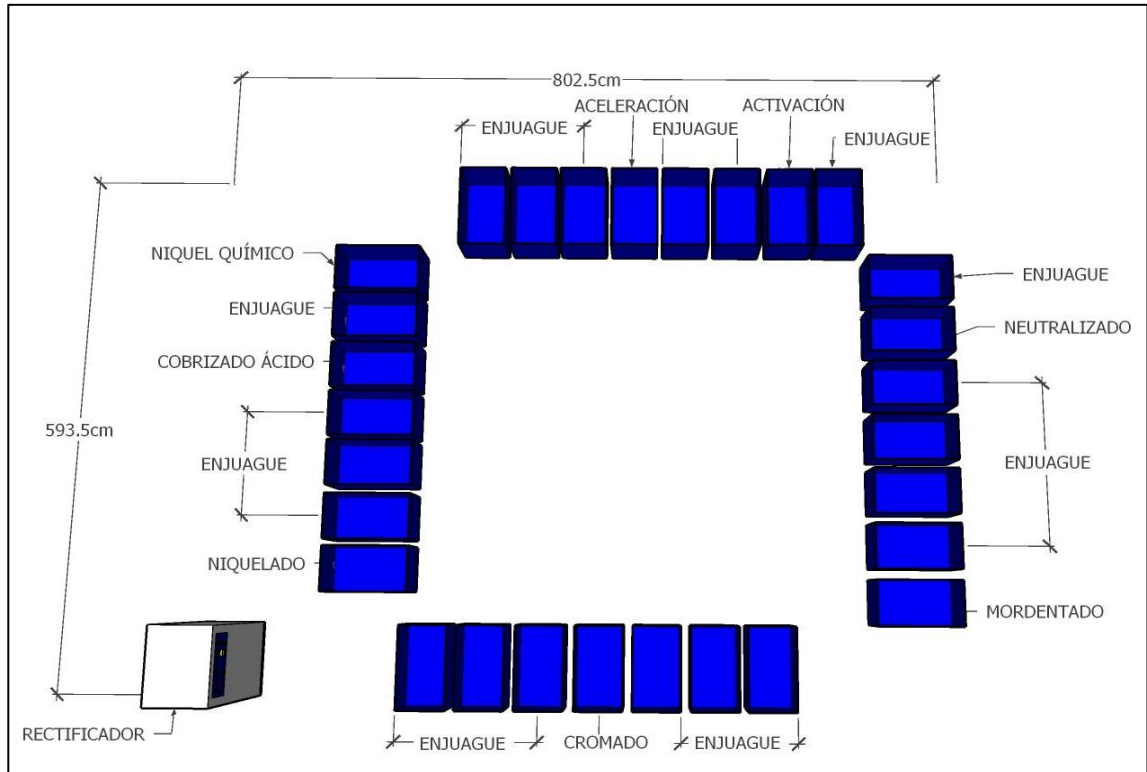 802.5cm
ACELERACIÓN
ACTIVACIÓN
ENJUAGUE
ENJUAGUE
ENJUAGUE
NIQUEL QUÍMICO
ENJUAGUE
ENJUAGUE
NEUTRALIZADO
COBRIZADO ÁCIDO
593.5cm
ENJUAGUE
ENJUAGUE
NIQUELADO
MORDENTADO
RECTIFICADOR
ENJUAGUE
CROMADO
ENJUAGUE